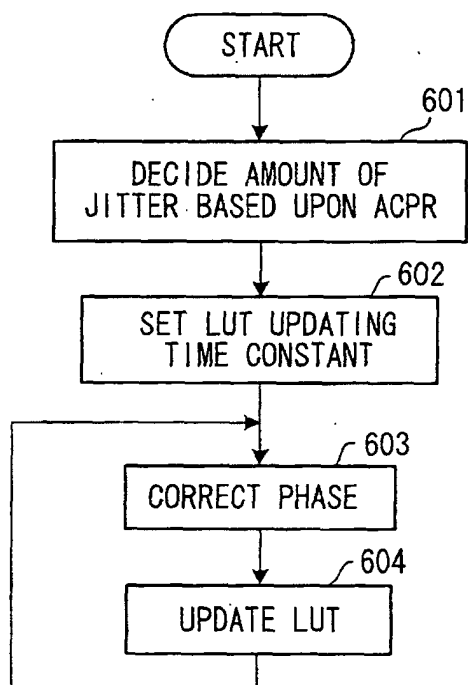 START
601
DECIDE AMOUNT OF
JITTER BASED UPON ACPR
602
SET LUT UPDATING
TIME CONSTANT
603
CORRECT PHASE
604
UPDATE LUT